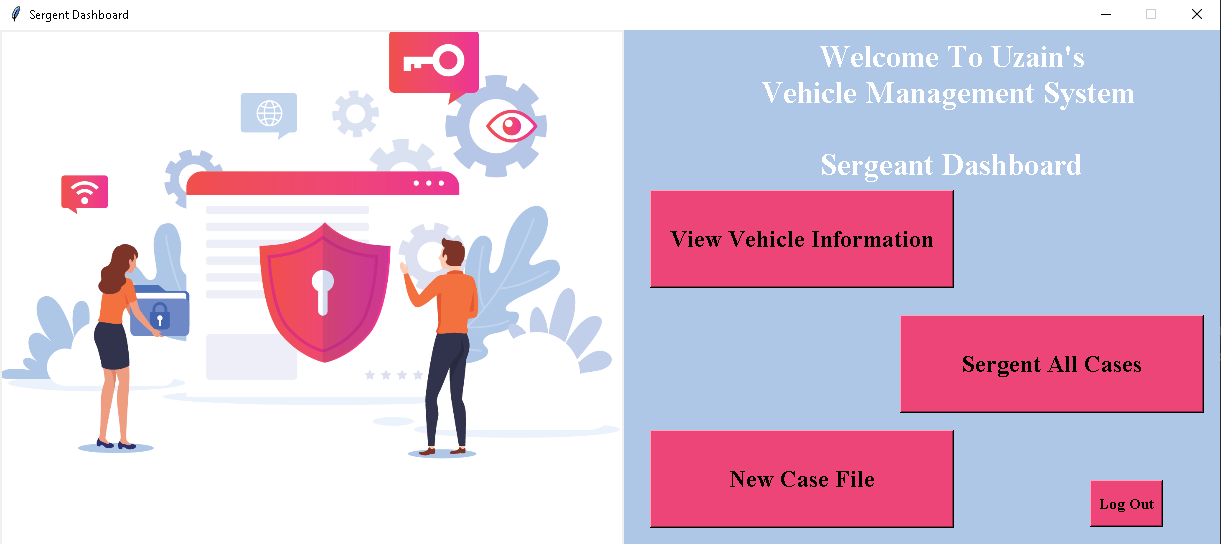 Sergent Dashboard
Welcome To Uzain's
Vehicle Management System
Sergeant Dashboard
View Vehicle Information
Sergent All Cases
New Case File
Log Out